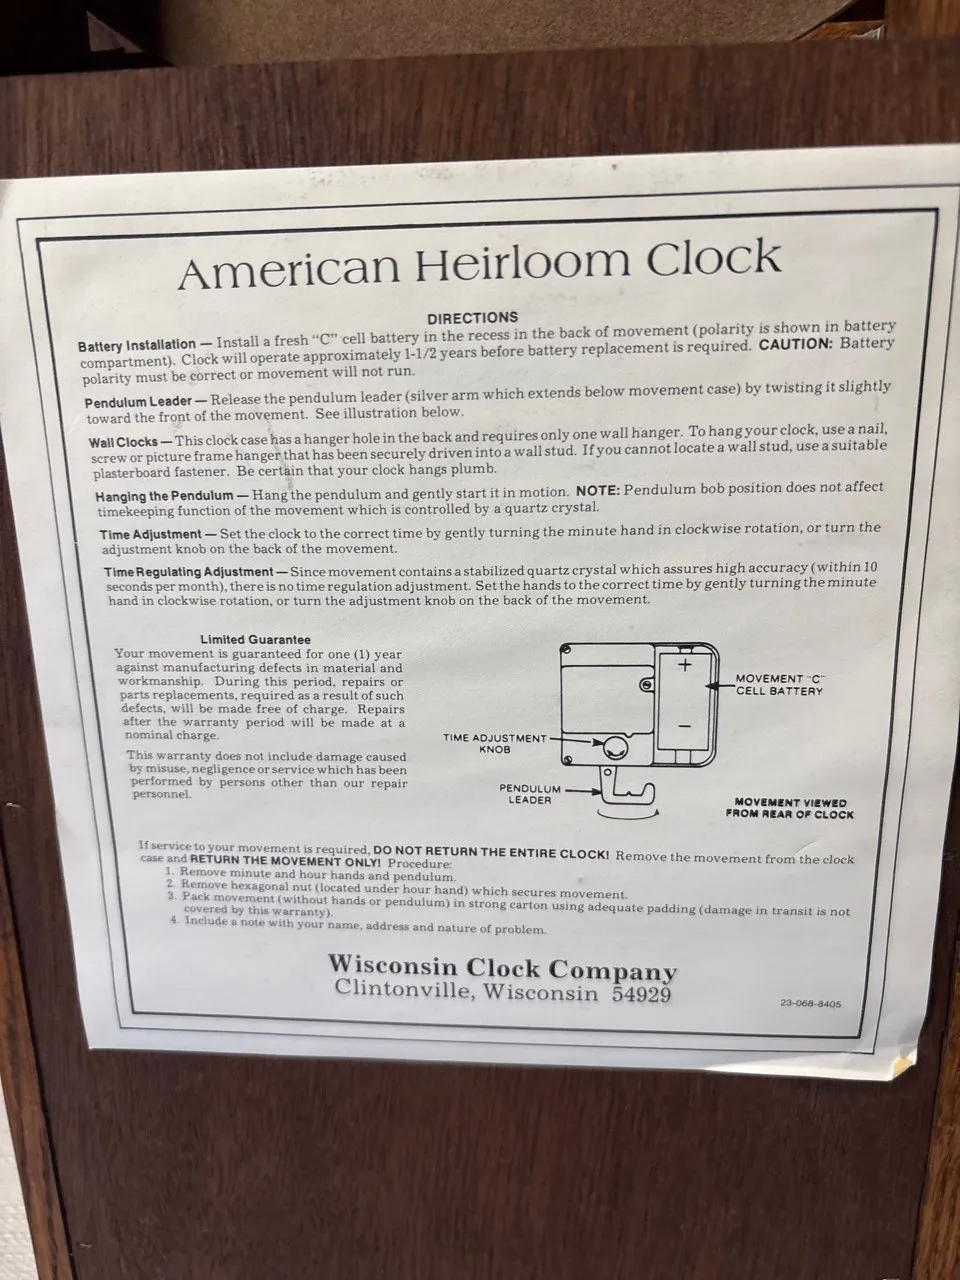 American Heirloom Clock
DIRECTIONS
Battery Installation — Install a fresh “C” cell battery in the recess in the back of movement (polarity is shown in battery
compartment). Clock will operate approximately 1-1/2 years before battery replacement is required. CAUTION: Battery
polarity must be correct or movement will not run.
Pendulum Leader — Release the pendulum leader (silver arm which extends below movement case) by twisting it slightly
toward the front of the movement. See illustration below.
Wall Clocks — This clock case has a hanger hole in the back and requires only one wall hanger. To hang your clock, use a nail,
screw or picture frame hanger that has been securely driven into a wall stud. If you cannot locate a wall stud, use a suitable
plasterboard fastener. Be certain that your clock hangs plumb.
Hanging the Pendulum — Hang the pendulum and gently start it in motion. NOTE: Pendulum bob position does not affect
timekeeping function of the movement which is controlled by a quartz crystal.
Time Adjustment — Set the clock to the correct time by gently turning the minute hand in clockwise rotation, or turn the
adjustment knob on the back of the movement.
Time Regulating Adjustment — Since movement contains a stabilized quartz crystal which assures high accuracy (within 10
seconds per month), there is no time regulation adjustment. Set the hands to the correct time by gently turning the minute
hand in clockwise rotation, or turn the adjustment knob on the back of the movement.
Limited Guarantee
Your movement is guaranteed for one (1) year
against manufacturing defects in material and
workmanship. During this period, repairs or
parts replacements, required as a result of such
defects, will be made free of charge. Repairs
after the warranty period will be made at a
nominal charge.
This warranty does not include damage caused
by misuse, negligence or service which has been
performed by persons other than our repair
personnel.
+
−
MOVEMENT “C”
CELL BATTERY
TIME ADJUSTMENT
KNOB
PENDULUM
LEADER
MOVEMENT VIEWED
FROM REAR OF CLOCK
If service to your movement is required, DO NOT RETURN THE ENTIRE CLOCK! Remove the movement from the clock
case and RETURN THE MOVEMENT ONLY! Procedure:
1. Remove minute and hour hands and pendulum.
2. Remove hexagonal nut (located under hour hand) which secures movement.
3. Pack movement (without hands or pendulum) in strong carton using adequate padding (damage in transit is not
covered by this warranty).
4. Include a note with your name, address and nature of problem.
Wisconsin Clock Company
Clintonville, Wisconsin 54929
23-068-8405